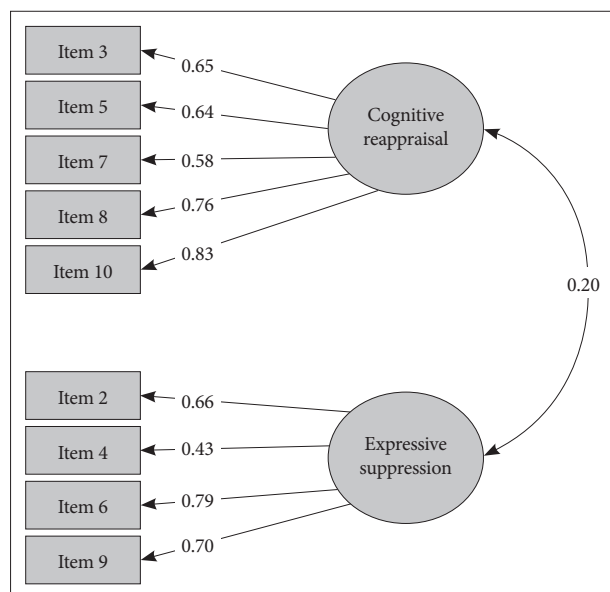 Item 3
0.65
Item 5
0.64
Item 7
0.58
Item 8
0.76
Item 10
0.83
Cognitive
reappraisal
0.20
Item 2
0.66
Item 4
0.43
Item 6
0.79
Item 9
0.70
Expressive
suppression